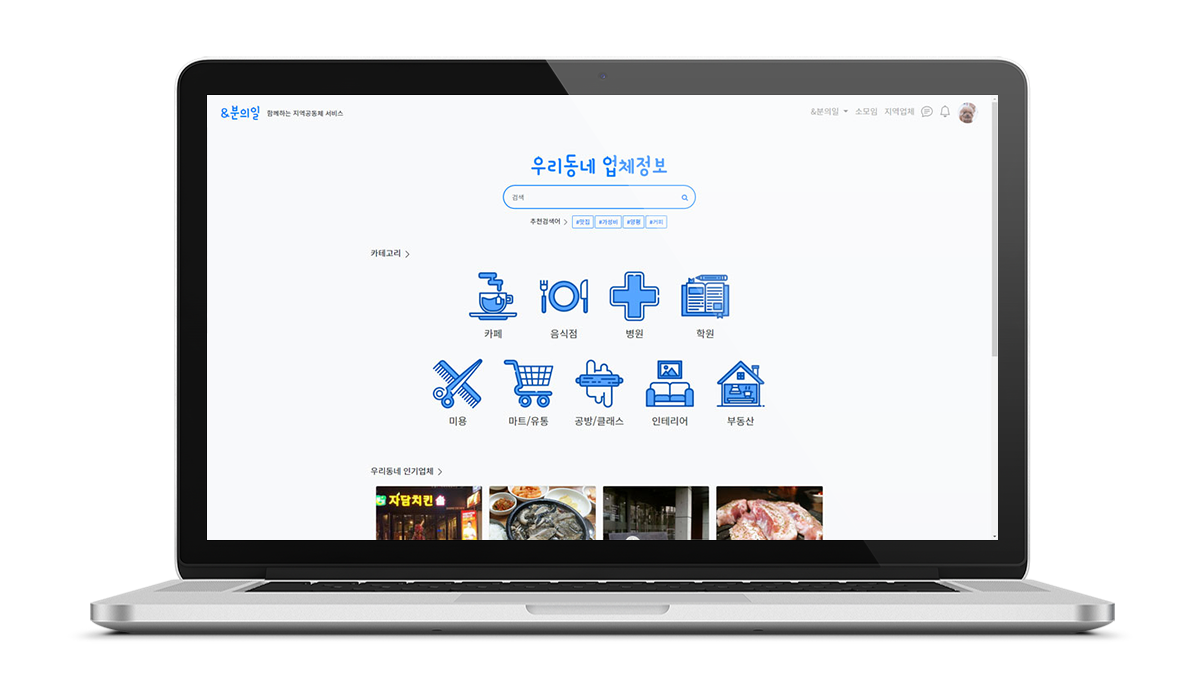 &분의일 함께하는 지역공동체 서비스
&분의일 소모임 지역업체
우리동네 업체정보
검색
추천검색어 > #맛집 #가성비 #명평 #커피
카테고리 >
카페 음식점 병원 학원
미용 마트/유통 공방/클래스 인테리어 부동산
우리동네 인기업체 >
자담치킨